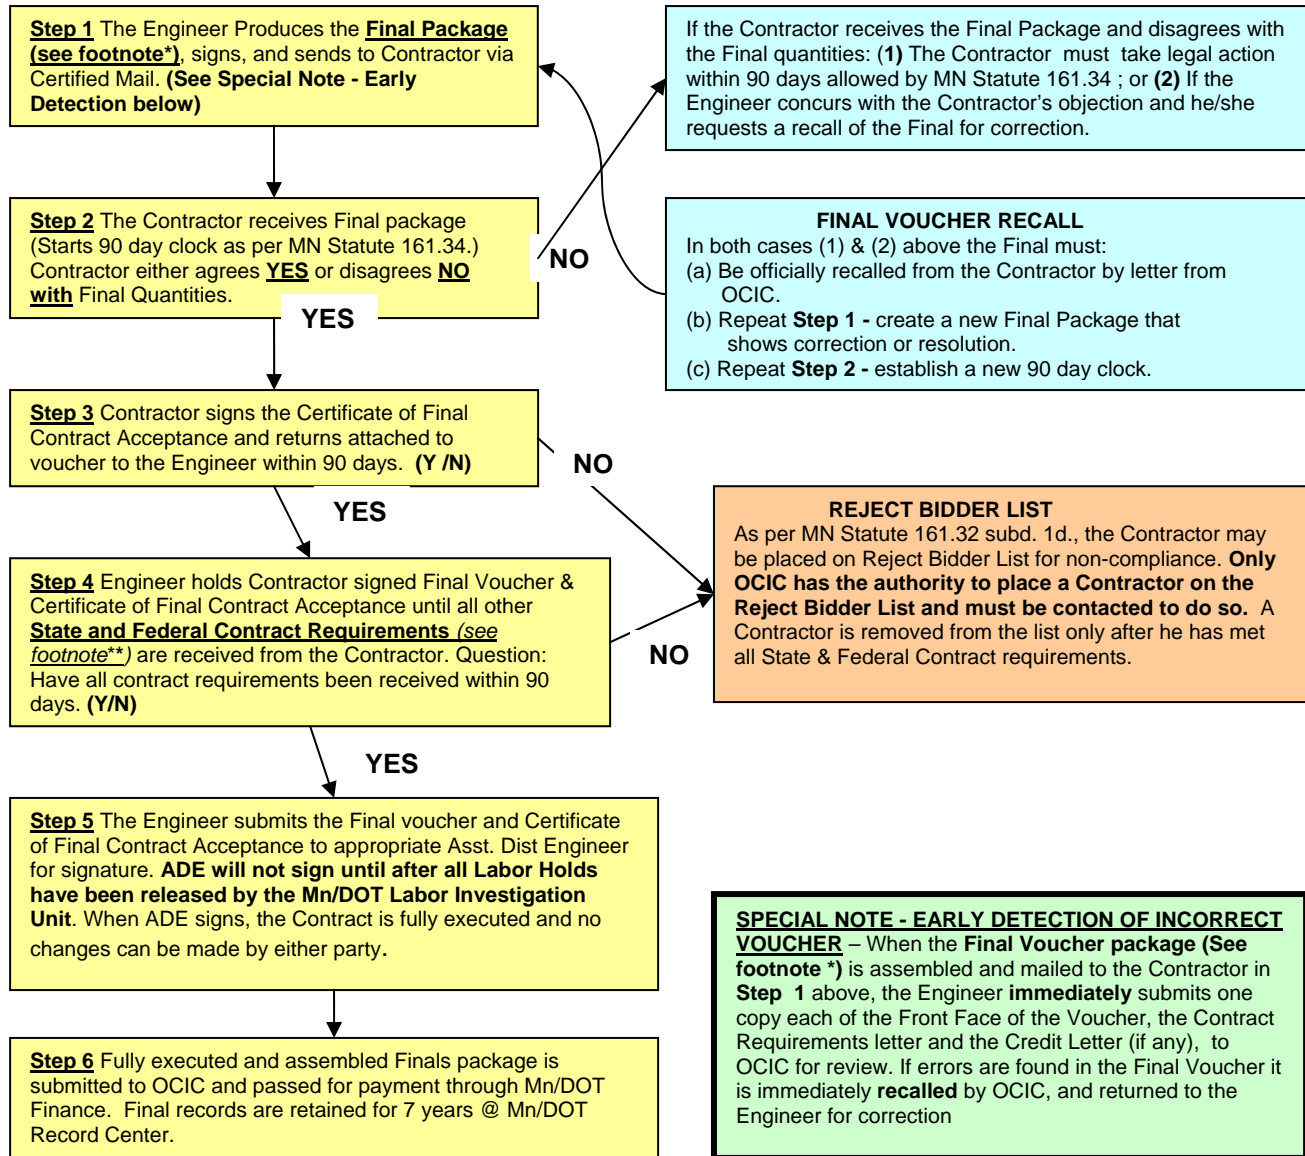 Step 1 The Engineer Produces the Final Package
(see footnote*), signs, and sends to Contractor via
Certified Mail. (See Special Note - Early
Detection below)
If the Contractor receives the Final Package and disagrees with
the Final quantities: (1) The Contractor must take legal action
within 90 days allowed by MN Statute 161.34 ; or (2) If the
Engineer concurs with the Contractor's objection and he/she
requests a recall of the Final for correction.
Step 2 The Contractor receives Final package
(Starts 90 day clock as per MN Statute 161.34.)
Contractor either agrees YES or disagrees NO
with Final Quantities.
NO
YES
FINAL VOUCHER RECALL
In both cases (1) & (2) above the Final must:
(a) Be officially recalled from the Contractor by letter from
OCIC.
(b) Repeat Step 1 - create a new Final Package that
shows correction or resolution.
(c) Repeat Step 2 - establish a new 90 day clock.
Step 3 Contractor signs the Certificate of Final
Contract Acceptance and returns attached to
voucher to the Engineer within 90 days. (Y /N)
NO
YES
REJECT BIDDER LIST
As per MN Statute 161.32 subd. 1d., the Contractor may
be placed on Reject Bidder List for non-compliance. Only
OCIC has the authority to place a Contractor on the
Reject Bidder List and must be contacted to do so. A
Contractor is removed from the list only after he has met
all State & Federal Contract requirements.
Step 4 Engineer holds Contractor signed Final Voucher &
Certificate of Final Contract Acceptance until all other
State and Federal Contract Requirements (see
footnote**) are received from the Contractor. Question:
Have all contract requirements been received within 90
days. (Y/N)
NO
YES
Step 5 The Engineer submits the Final voucher and Certificate
of Final Contract Acceptance to appropriate Asst. Dist Engineer
for signature. ADE will not sign until after all Labor Holds
have been released by the Mn/DOT Labor Investigation
Unit. When ADE signs, the Contract is fully executed and no
changes can be made by either party.
SPECIAL NOTE - EARLY DETECTION OF INCORRECT
VOUCHER – When the Final Voucher package (See
footnote *) is assembled and mailed to the Contractor in
Step 1 above, the Engineer immediately submits one
copy each of the Front Face of the Voucher, the Contract
Requirements letter and the Credit Letter (if any), to
OCIC for review. If errors are found in the Final Voucher it
is immediately recalled by OCIC, and returned to the
Engineer for correction
Step 6 Fully executed and assembled Finals package is
submitted to OCIC and passed for payment through Mn/DOT
Finance. Final records are retained for 7 years @ Mn/DOT
Record Center.